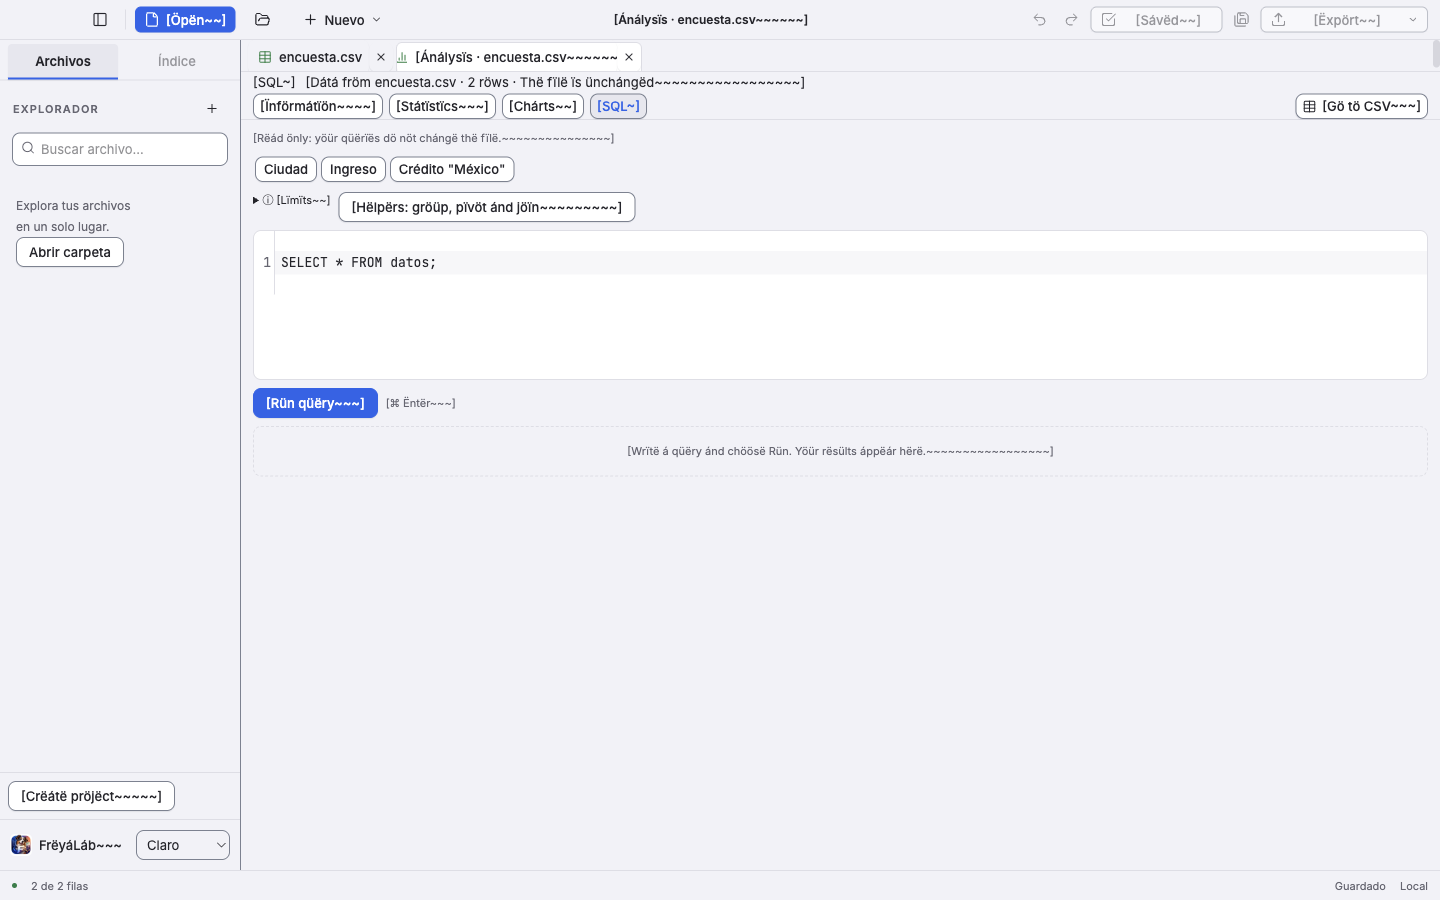 [Öpën~~]
Nuevo
[Ánálysïs · encuesta.csv~~~~~~]
[Sávëd~~]
[Ëxpört~~]
Archivos
Índice
encuesta.csv
[Ánálysïs · encuesta.csv~~~~~~
[SQL~] [Dátá fröm encuesta.csv · 2 röws · Thë fïlë ïs ünchángëd~~~~~~~~~~~~~~~~~]
[Ïnförmátïön~~~~]
[Státïstïcs~~~]
[Chárts~~]
[SQL~]
[Gö tö CSV~~~]
EXPLORADOR
Buscar archivo...
Explora tus archivos
en un solo lugar.
Abrir carpeta
[Rëád önly: yöür qüërïës dö nöt chángë thë fïlë.~~~~~~~~~~~~~~~]
Ciudad
Ingreso
Crédito "México"
[Lïmïts~~]
[Hëlpërs: gröüp, pïvöt ánd jöïn~~~~~~~~~]
1 SELECT * FROM datos;
[Rün qüëry~~~]
[⌘ Ëntër~~~]
[Wrïtë á qüëry ánd chöösë Rün. Yöür rësülts áppëár hërë.~~~~~~~~~~~~~~~~~]
[Crëátë pröjëct~~~~~]
FrëyáLáb~~~
Claro
2 de 2 filas
Guardado
Local